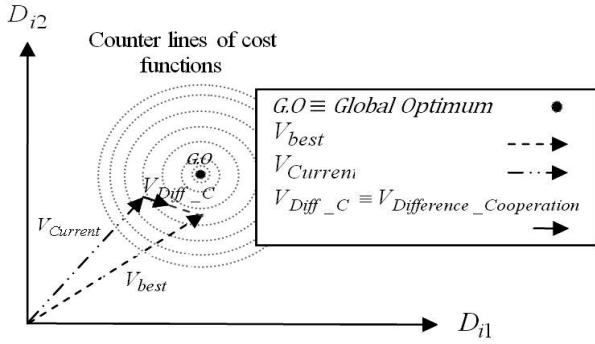 D_{i2}
Counter lines of cost
functions
G.O
V_{Diff_C}
V_{Current}
V_{best}
D_{i1}
G.O ≡ Global Optimum
V_{best}
V_{Current}
V_{Diff_C} ≡ V_{Difference_Cooperation}